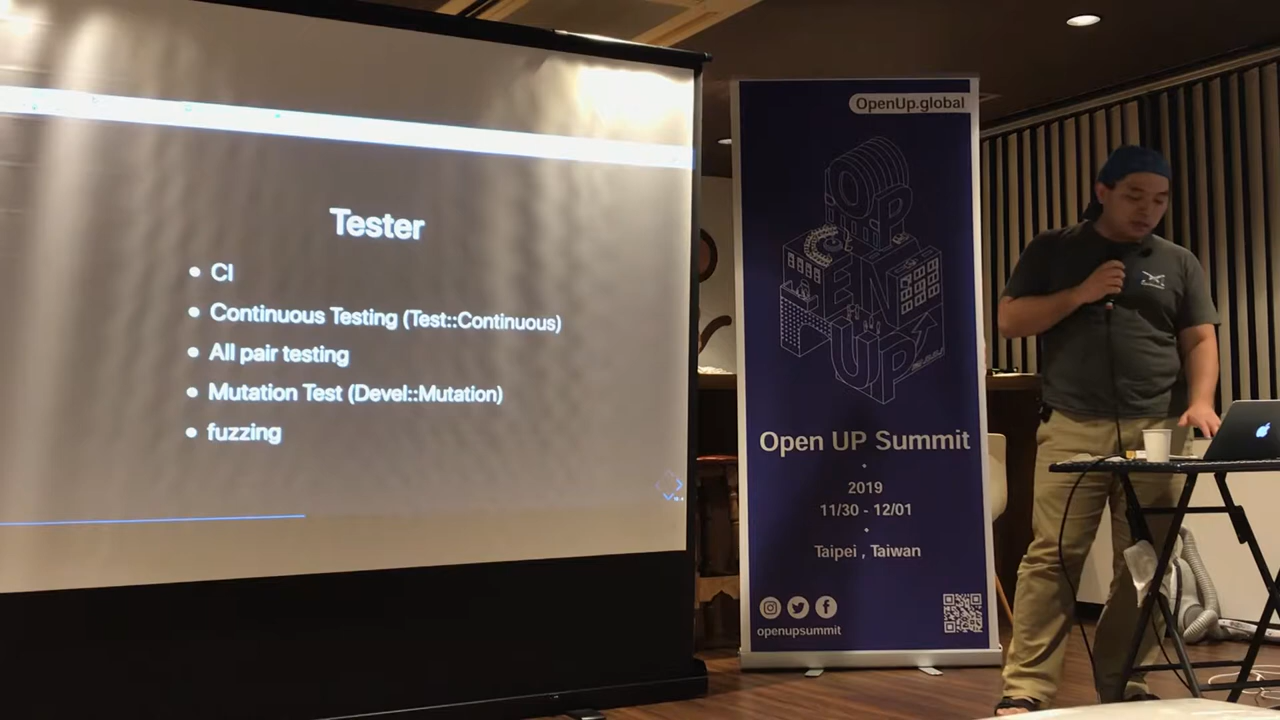 Tester
CI
Continuous Testing (Test::Continuous)
All pair testing
Mutation Test (Devel::Mutation)
fuzzing
OpenUp.global
OPEN UP
Open UP Summit
2019
11/30 - 12/01
Taipei , Taiwan
openupsummit